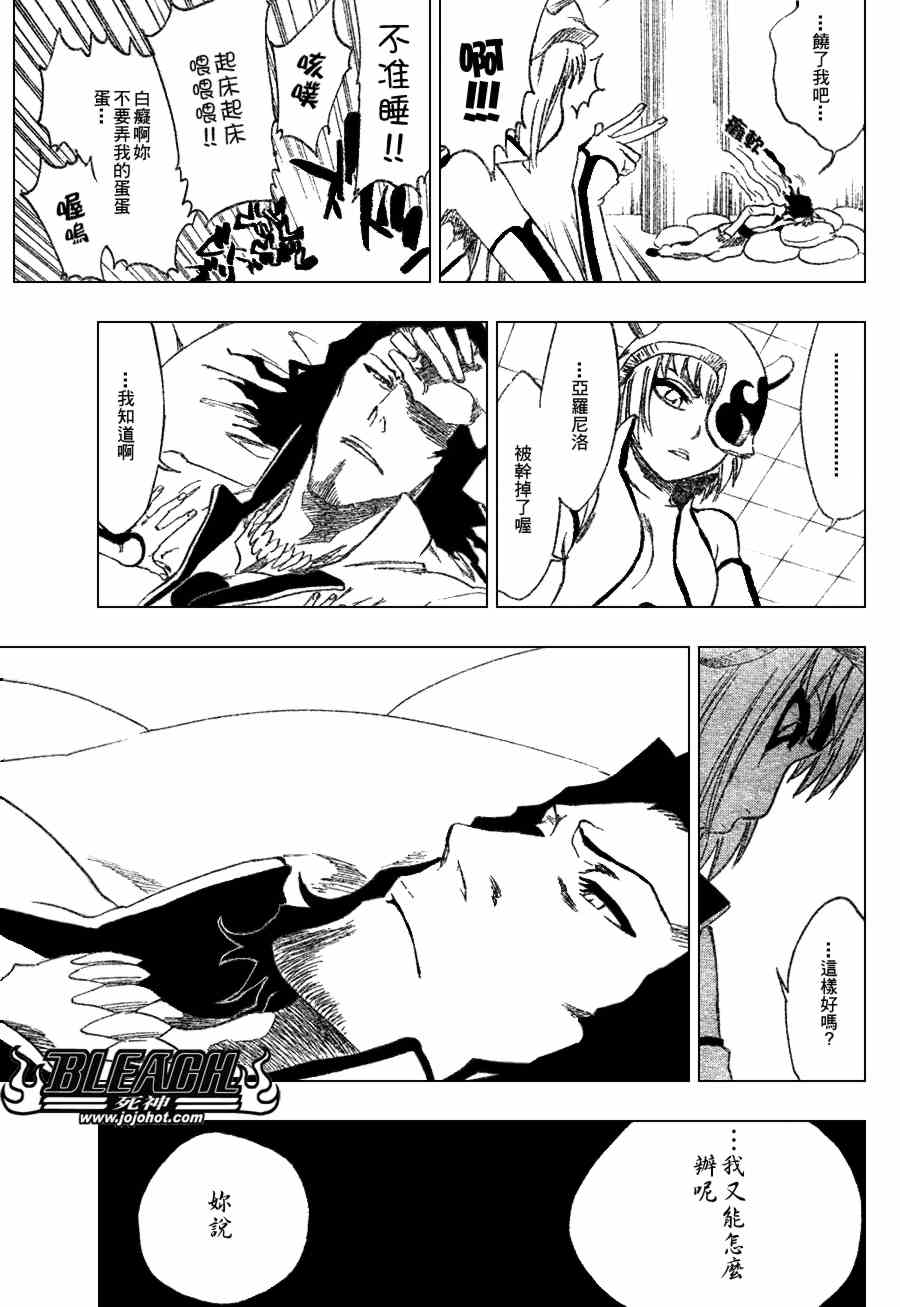 …饒了我吧…
癱軟
啊!!!
不准睡!!
咳噗
起床起床
喂喂喂!!
白癡啊妳
不要弄我的蛋蛋
蛋…
喔嗚
………………
…亞羅尼洛
被幹掉了喔
…我知道啊
…這樣好嗎?
BLEACH
死神
www.jojohot.com
…我又能怎麼
辦呢
妳說